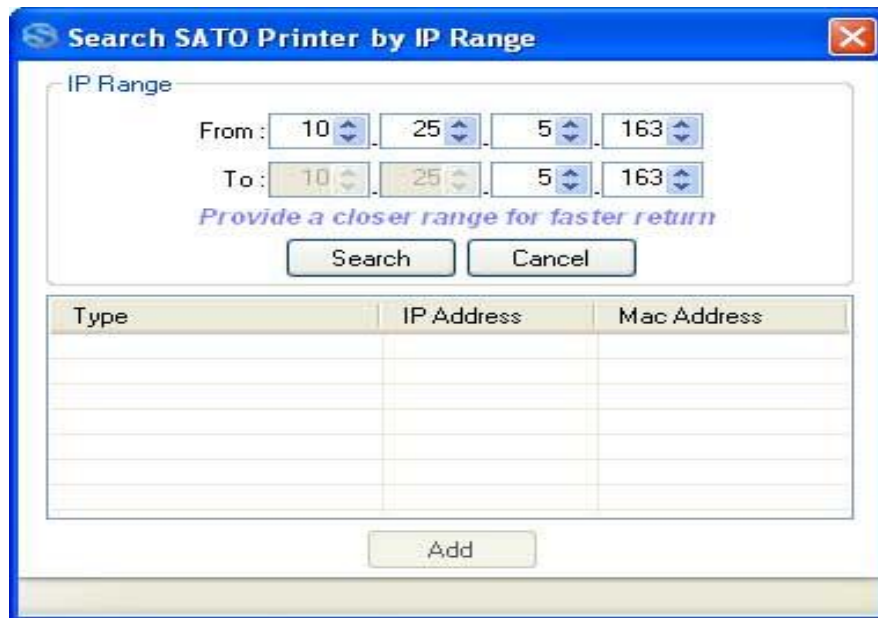 Search SATO Printer by IP Range
IP Range
From : 10 . 25 . 5 . 163
To : 10 . 25 . 5 . 163
Provide a closer range for faster return
Search Cancel
Type IP Address Mac Address
Add